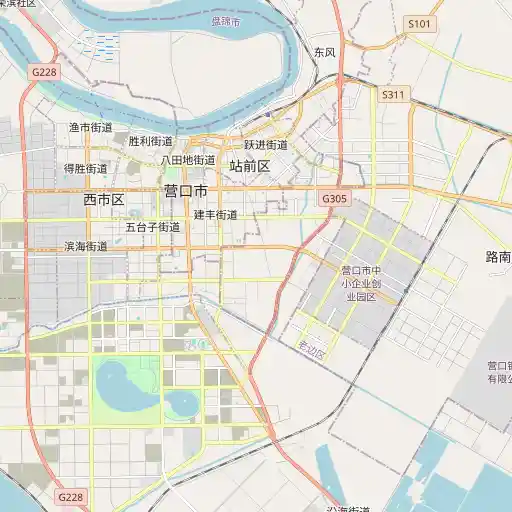 荣滨社区
盘锦市
S101
东风
G228
S311
渔市街道
胜利街道
跃进街道
八田地街道
站前区
得胜街道
营口市
西市区
G305
建丰街道
五台子街道
滨海街道
路南
营口市中
小企业创
业园区
老边区
营口
有限公
G228
沿海街道